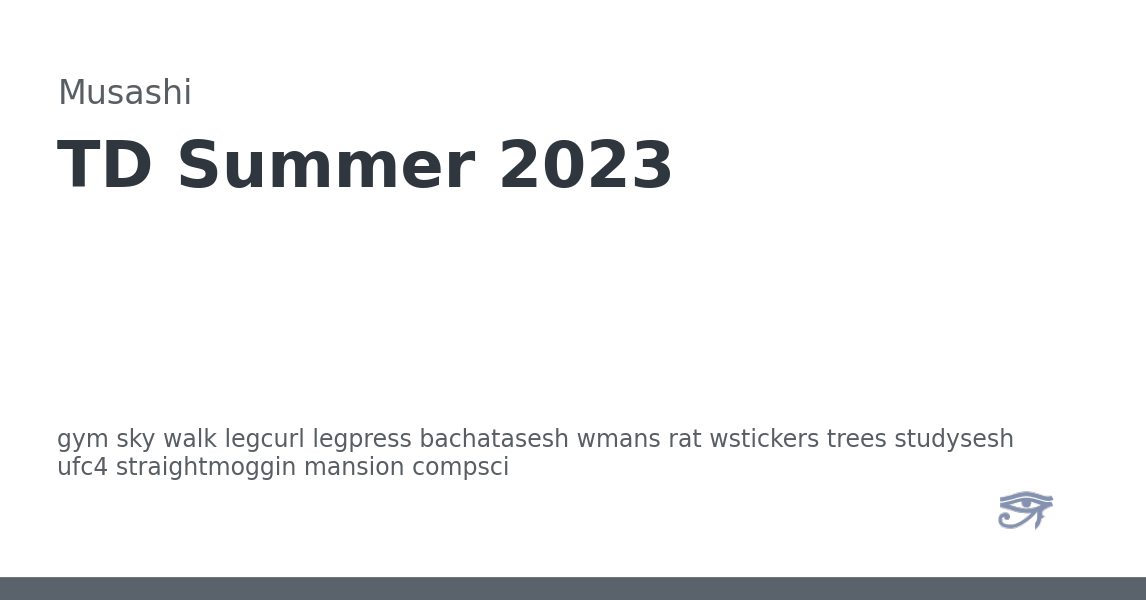 Musashi
TD Summer 2023
gym sky walk legcurl legpress bachatasesh wmans rat wstickers trees studysesh
ufc4 straightmoggin mansion compsci